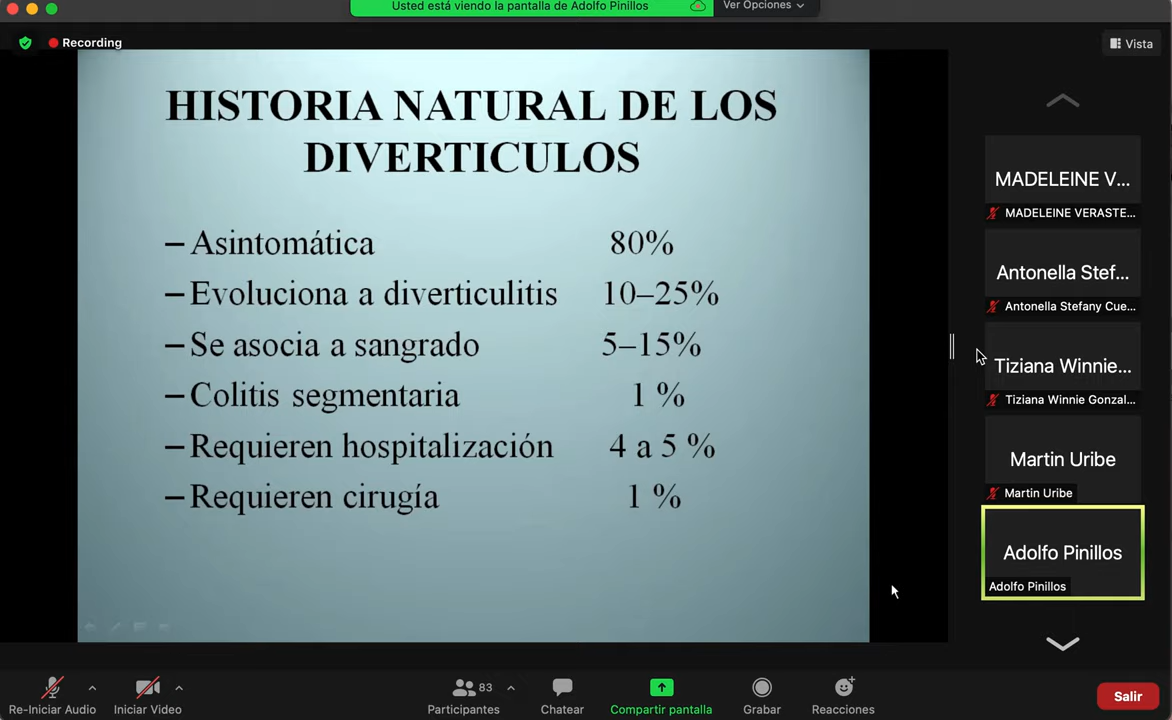 Usted está viendo la pantalla de Adolfo Pinillos
Ver Opciones
Recording
Vista
HISTORIA NATURAL DE LOS
DIVERTICULOS
– Asintomática 80%
– Evoluciona a diverticulitis 10–25%
– Se asocia a sangrado 5–15%
– Colitis segmentaria 1 %
– Requieren hospitalización 4 a 5 %
– Requieren cirugía 1 %
MADELEINE V...
MADELEINE VERASTE...
Antonella Stef...
Antonella Stefany Cue...
Tiziana Winnie...
Tiziana Winnie Gonzal...
Martin Uribe
Martin Uribe
Adolfo Pinillos
Adolfo Pinillos
Re-Iniciar Audio
Iniciar Video
83
Participantes
Chatear
Compartir pantalla
Grabar
Reacciones
Salir